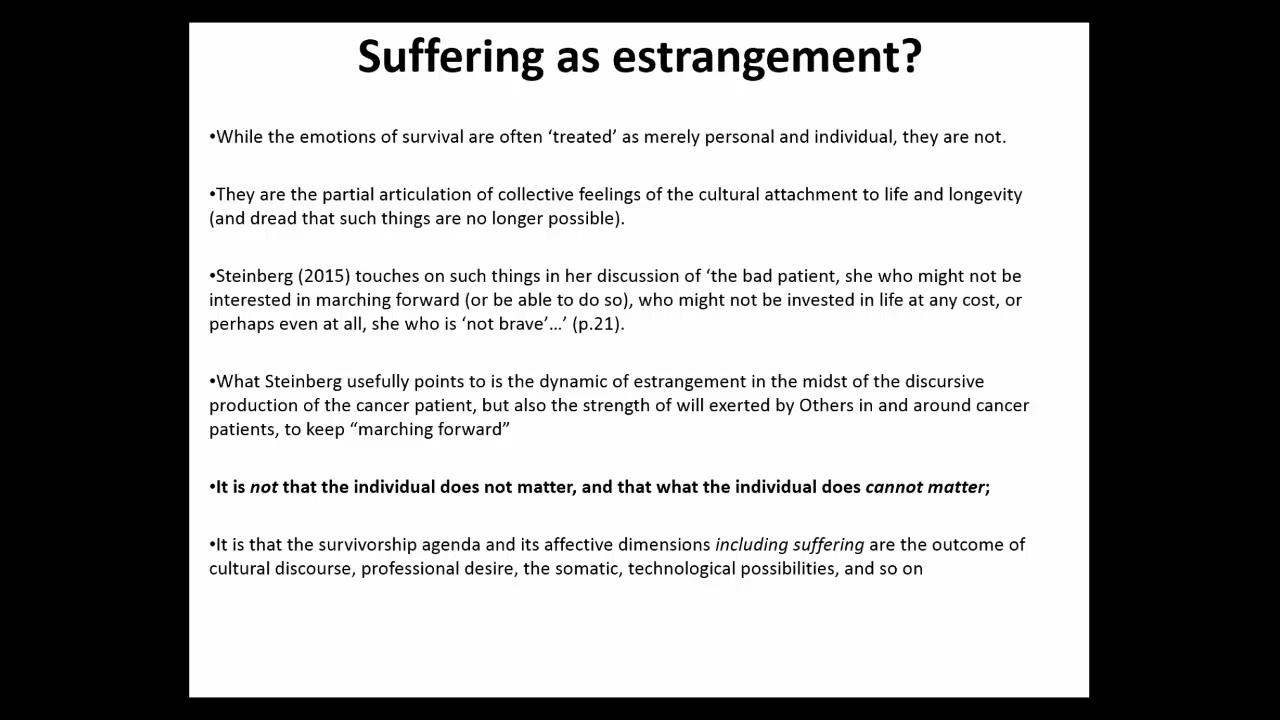 Suffering as estrangement?
•While the emotions of survival are often ‘treated’ as merely personal and individual, they are not.
•They are the partial articulation of collective feelings of the cultural attachment to life and longevity
(and dread that such things are no longer possible).
•Steinberg (2015) touches on such things in her discussion of ‘the bad patient, she who might not be
interested in marching forward (or be able to do so), who might not be invested in life at any cost, or
perhaps even at all, she who is ‘not brave’…’ (p.21).
•What Steinberg usefully points to is the dynamic of estrangement in the midst of the discursive
production of the cancer patient, but also the strength of will exerted by Others in and around cancer
patients, to keep “marching forward”
•It is not that the individual does not matter, and that what the individual does cannot matter;
•It is that the survivorship agenda and its affective dimensions including suffering are the outcome of
cultural discourse, professional desire, the somatic, technological possibilities, and so on